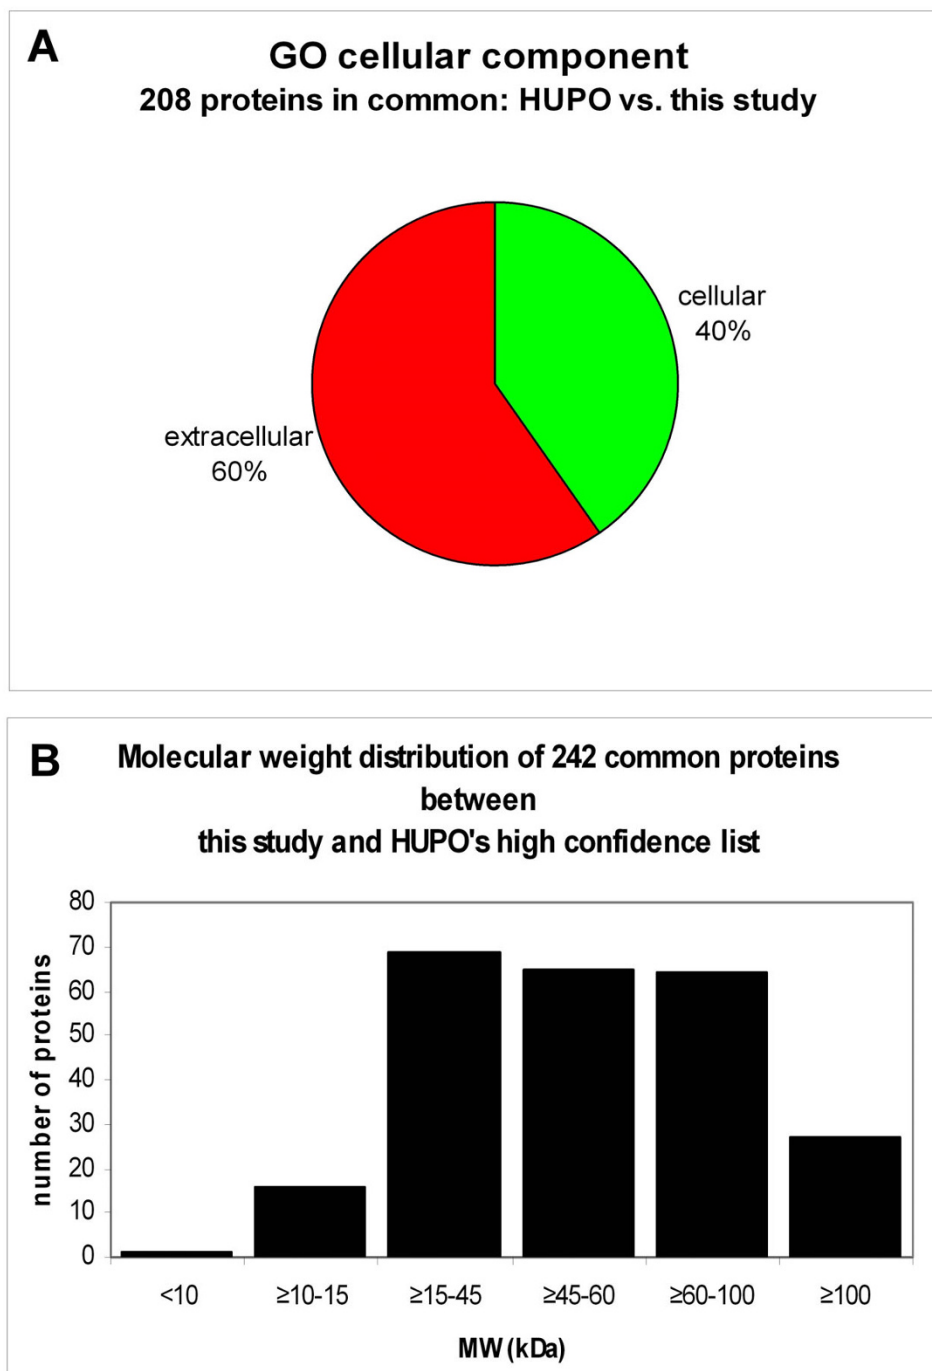 A
GO cellular component
208 proteins in common: HUPO vs. this study
cellular
40%
extracellular
60%
B
Molecular weight distribution of 242 common proteins
between
this study and HUPO's high confidence list
80
70
60
50
40
30
20
10
0
number of proteins
<10
≥10-15
≥15-45
≥45-60
≥60-100
≥100
MW (kDa)